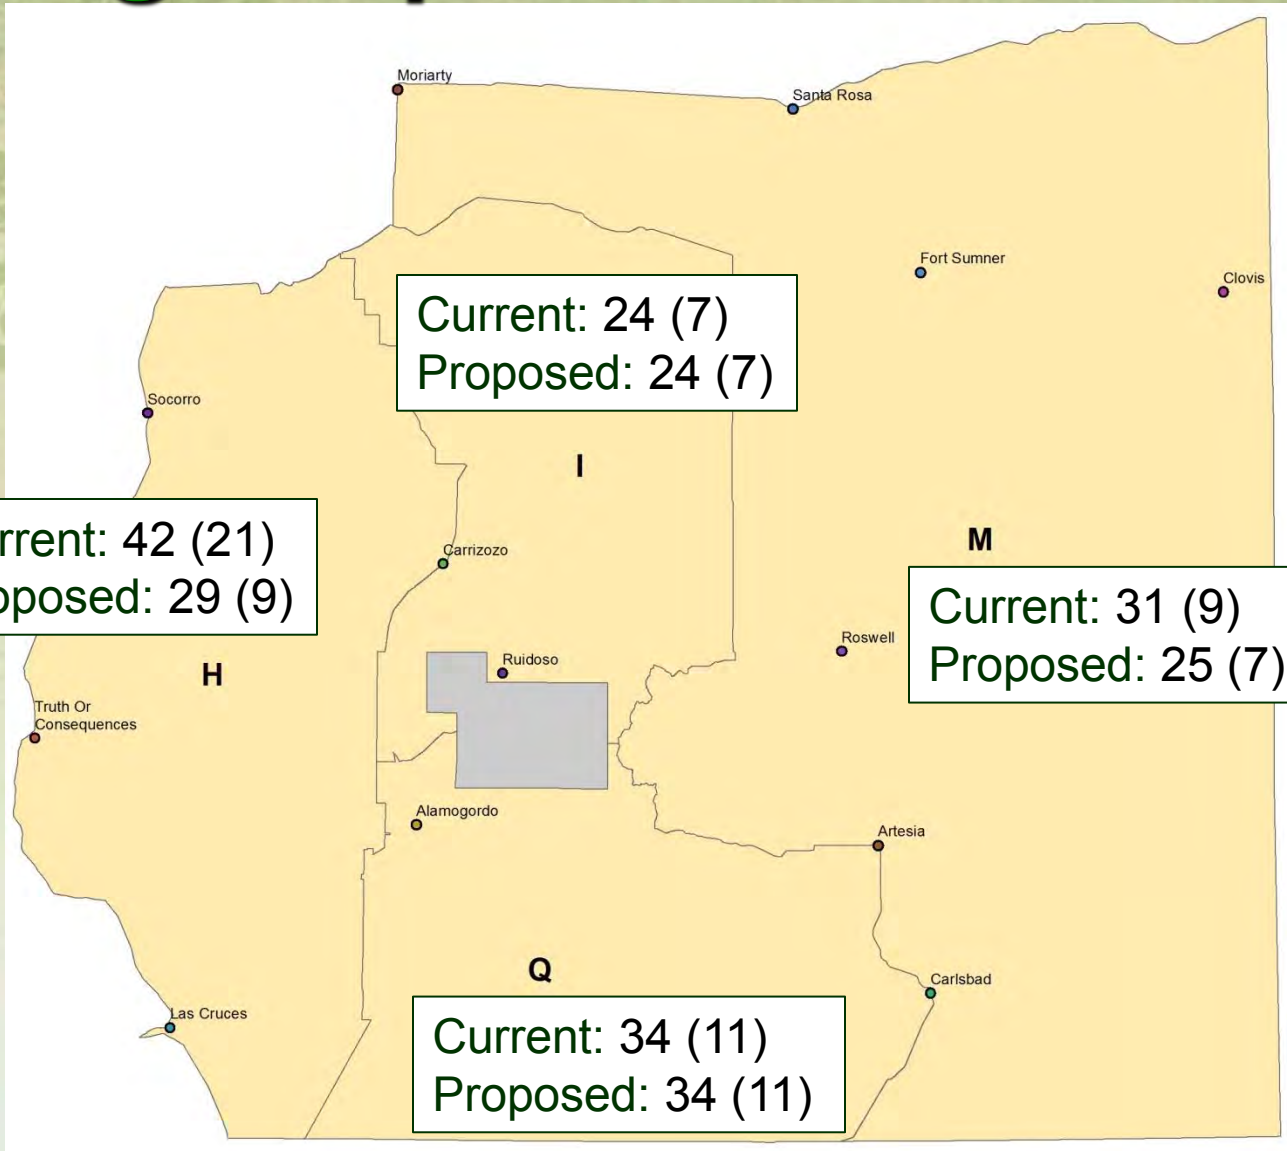 Moriarty
Santa Rosa
Fort Sumner
Clovis
Current: 24 (7)
Proposed: 24 (7)
Socorro
I
42 (21)
29 (9)
Carrizozo
M
Current: 31 (9)
Proposed: 25 (7)
Roswell
Ruidoso
H
Truth Or
Consequences
Alamogordo
Artesia
Q
Carlsbad
Current: 34 (11)
Proposed: 34 (11)
Las Cruces